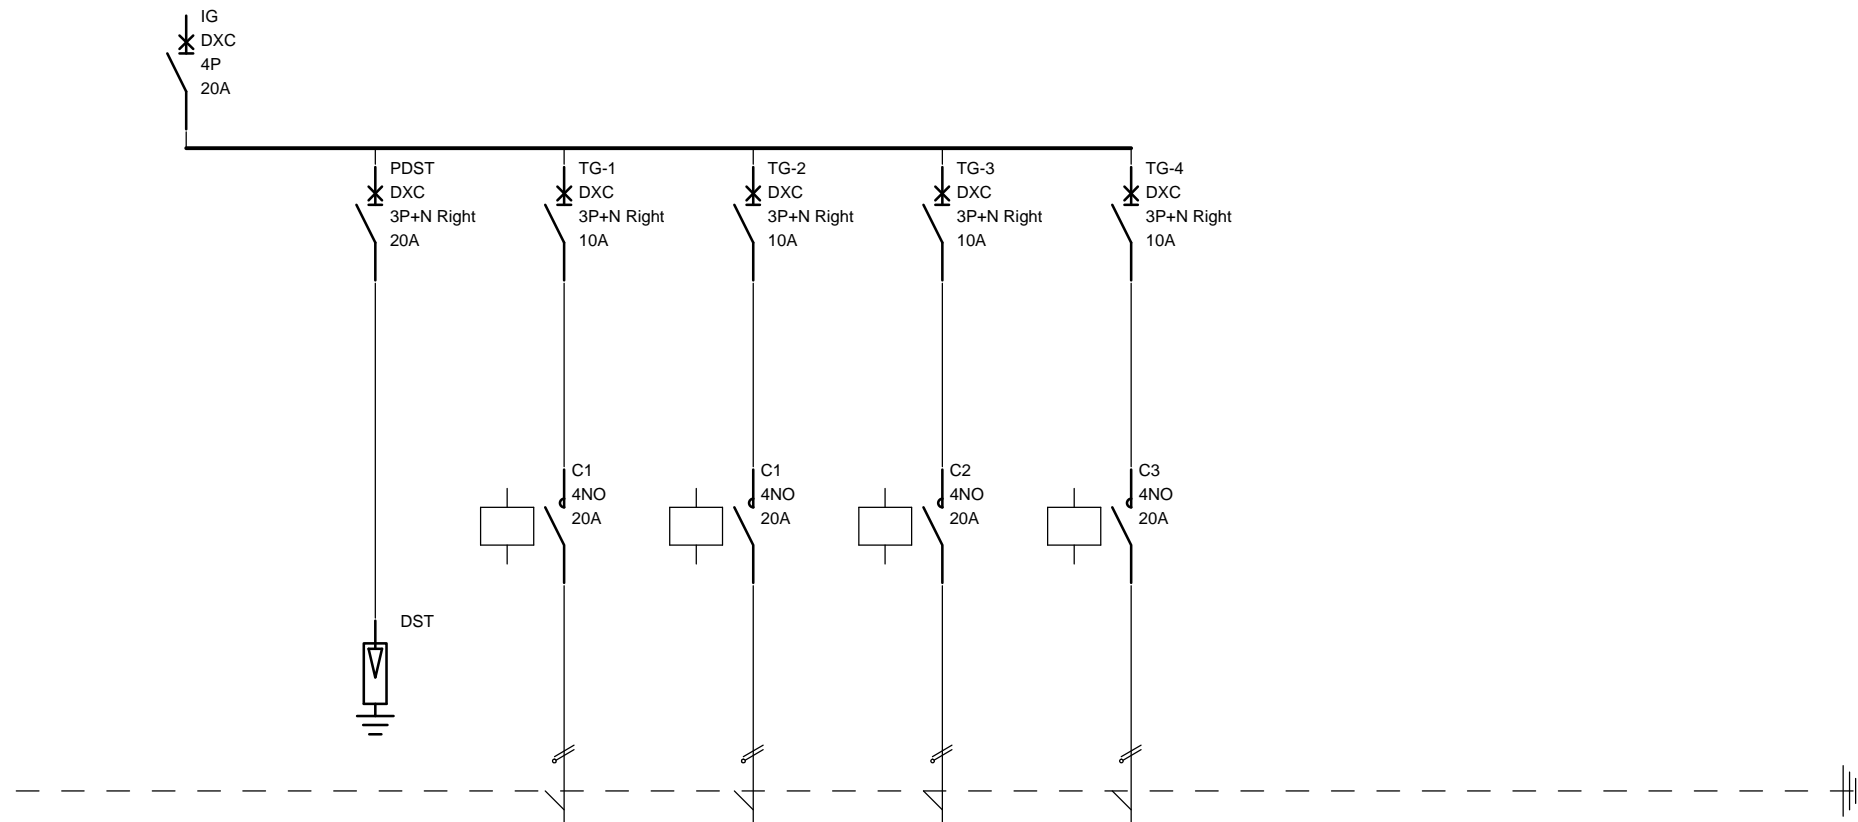 IG
DXC
4P
20A
PDST
DXC
3P+N Right
20A
TG-1
DXC
3P+N Right
10A
TG-2
DXC
3P+N Right
10A
TG-3
DXC
3P+N Right
10A
TG-4
DXC
3P+N Right
10A
C1
4NO
20A
C1
4NO
20A
C2
4NO
20A
C3
4NO
20A
DST